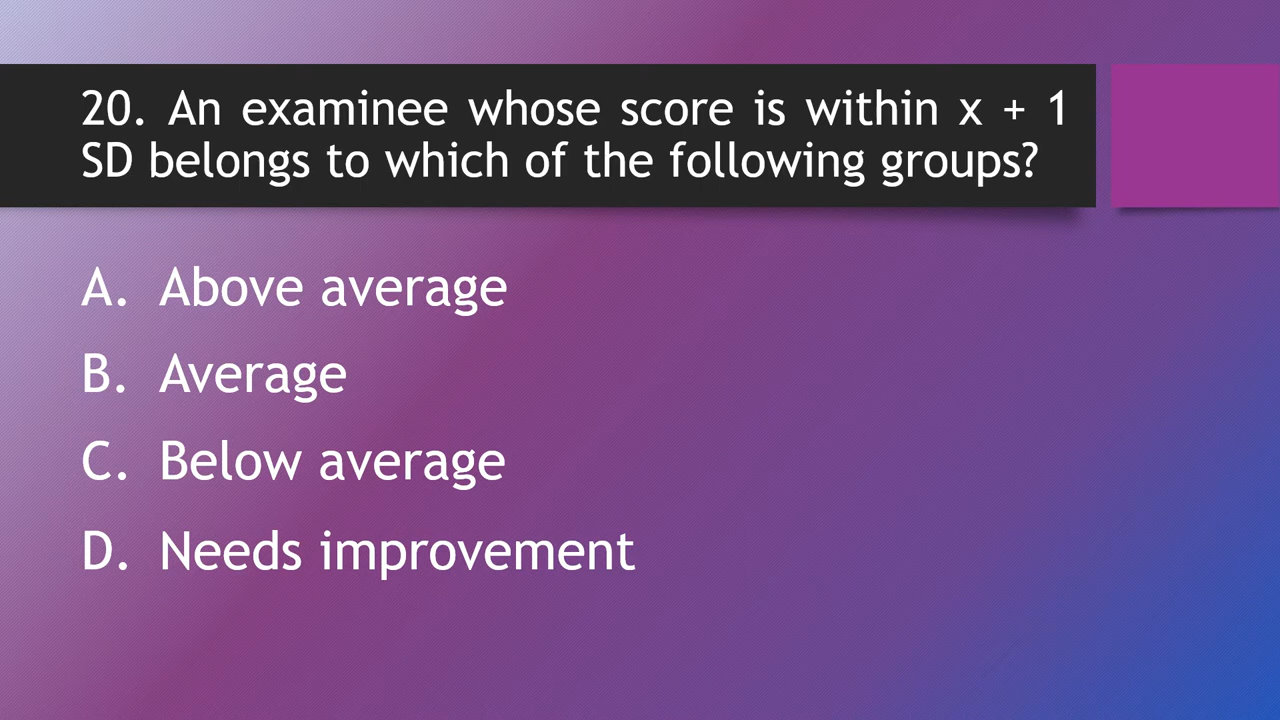 20. An examinee whose score is within x + 1
SD belongs to which of the following groups?
A. Above average
B. Average
C. Below average
D. Needs improvement